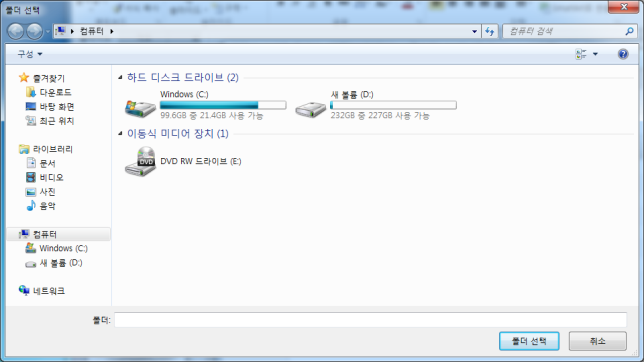 폴더 선택
컴퓨터
컴퓨터 검색
구성
즐겨찾기
다운로드
바탕 화면
최근 위치
라이브러리
문서
비디오
사진
음악
컴퓨터
Windows (C:)
새 볼륨 (D:)
네트워크
하드 디스크 드라이브 (2)
Windows (C:)
99.6GB 중 21.4GB 사용 가능
새 볼륨 (D:)
232GB 중 227GB 사용 가능
이동식 미디어 장치 (1)
DVD
DVD RW 드라이브 (E:)
폴더:
폴더 선택
취소